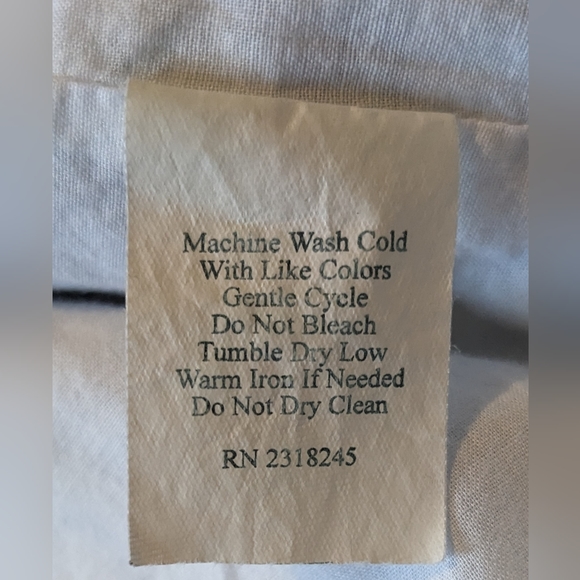 Machine Wash Cold
With Like Colors
Gentle Cycle
Do Not Bleach
Tumble Dry Low
Warm Iron If Needed
Do Not Dry Clean
RN 2318245